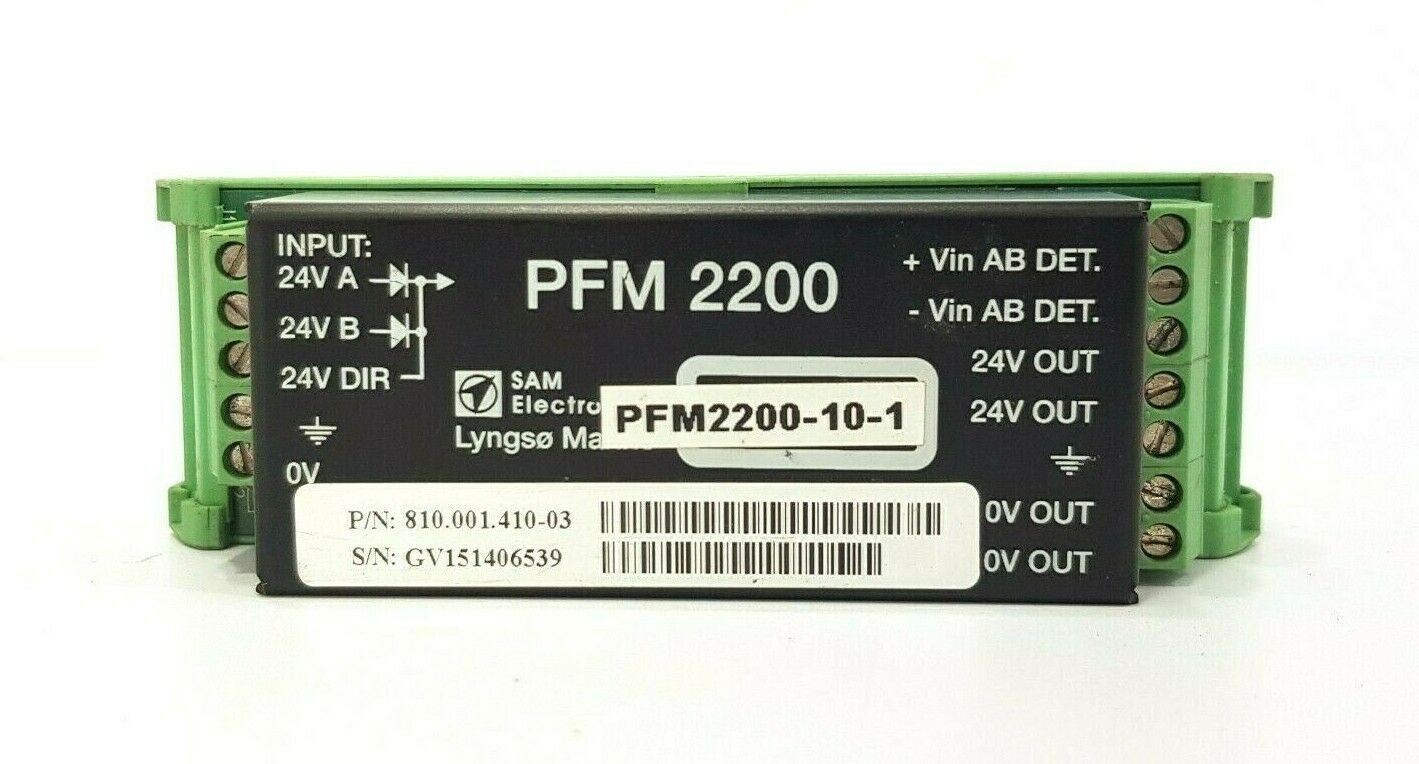 INPUT:
24V A
24V B
24V DIR
0V
PFM 2200
SAM
Electro
Lyngsø Ma
PFM2200-10-1
+ Vin AB DET.
- Vin AB DET.
24V OUT
24V OUT
0V OUT
0V OUT
P/N: 810.001.410-03
S/N: GV151406539